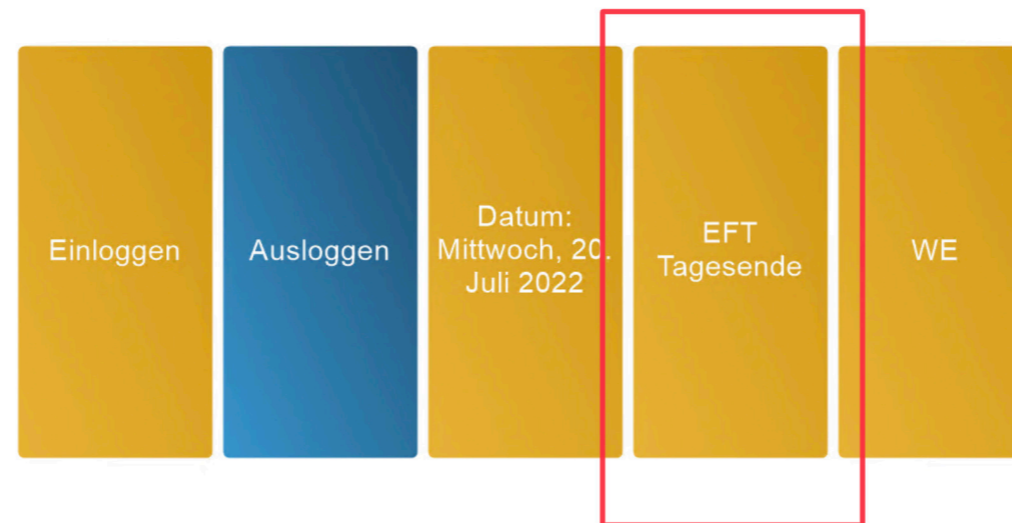 Einloggen
Ausloggen
Datum:
Mittwoch, 20.
Juli 2022
EFT
Tagesende
WE